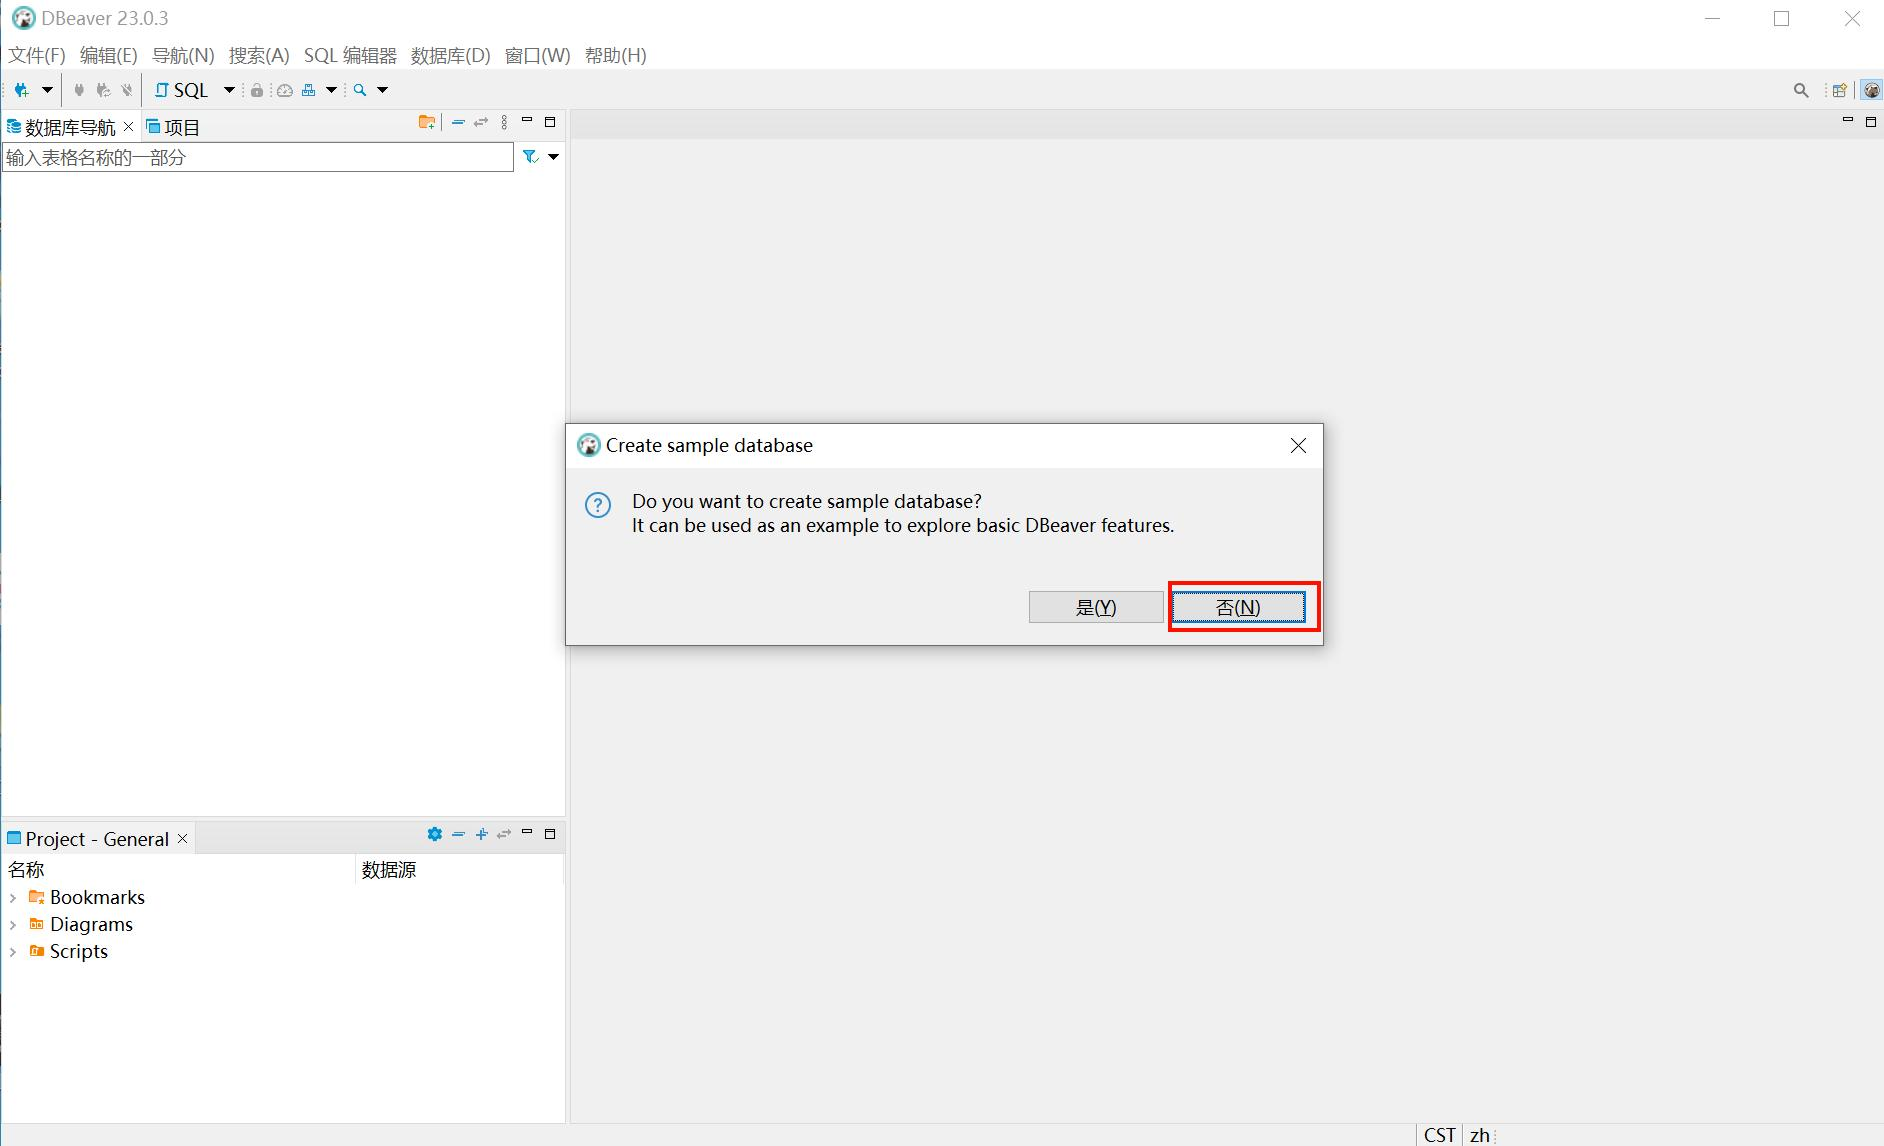 DBeaver 23.0.3
文件(F) 编辑(E) 导航(N) 搜索(A) SQL 编辑器 数据库(D) 窗口(W) 帮助(H)
SQL
数据库导航 项目
输入表格名称的一部分
Create sample database
Do you want to create sample database?
It can be used as an example to explore basic DBeaver features.
是(Y) 否(N)
Project - General
名称 数据源
Bookmarks
Diagrams
Scripts
CST zh